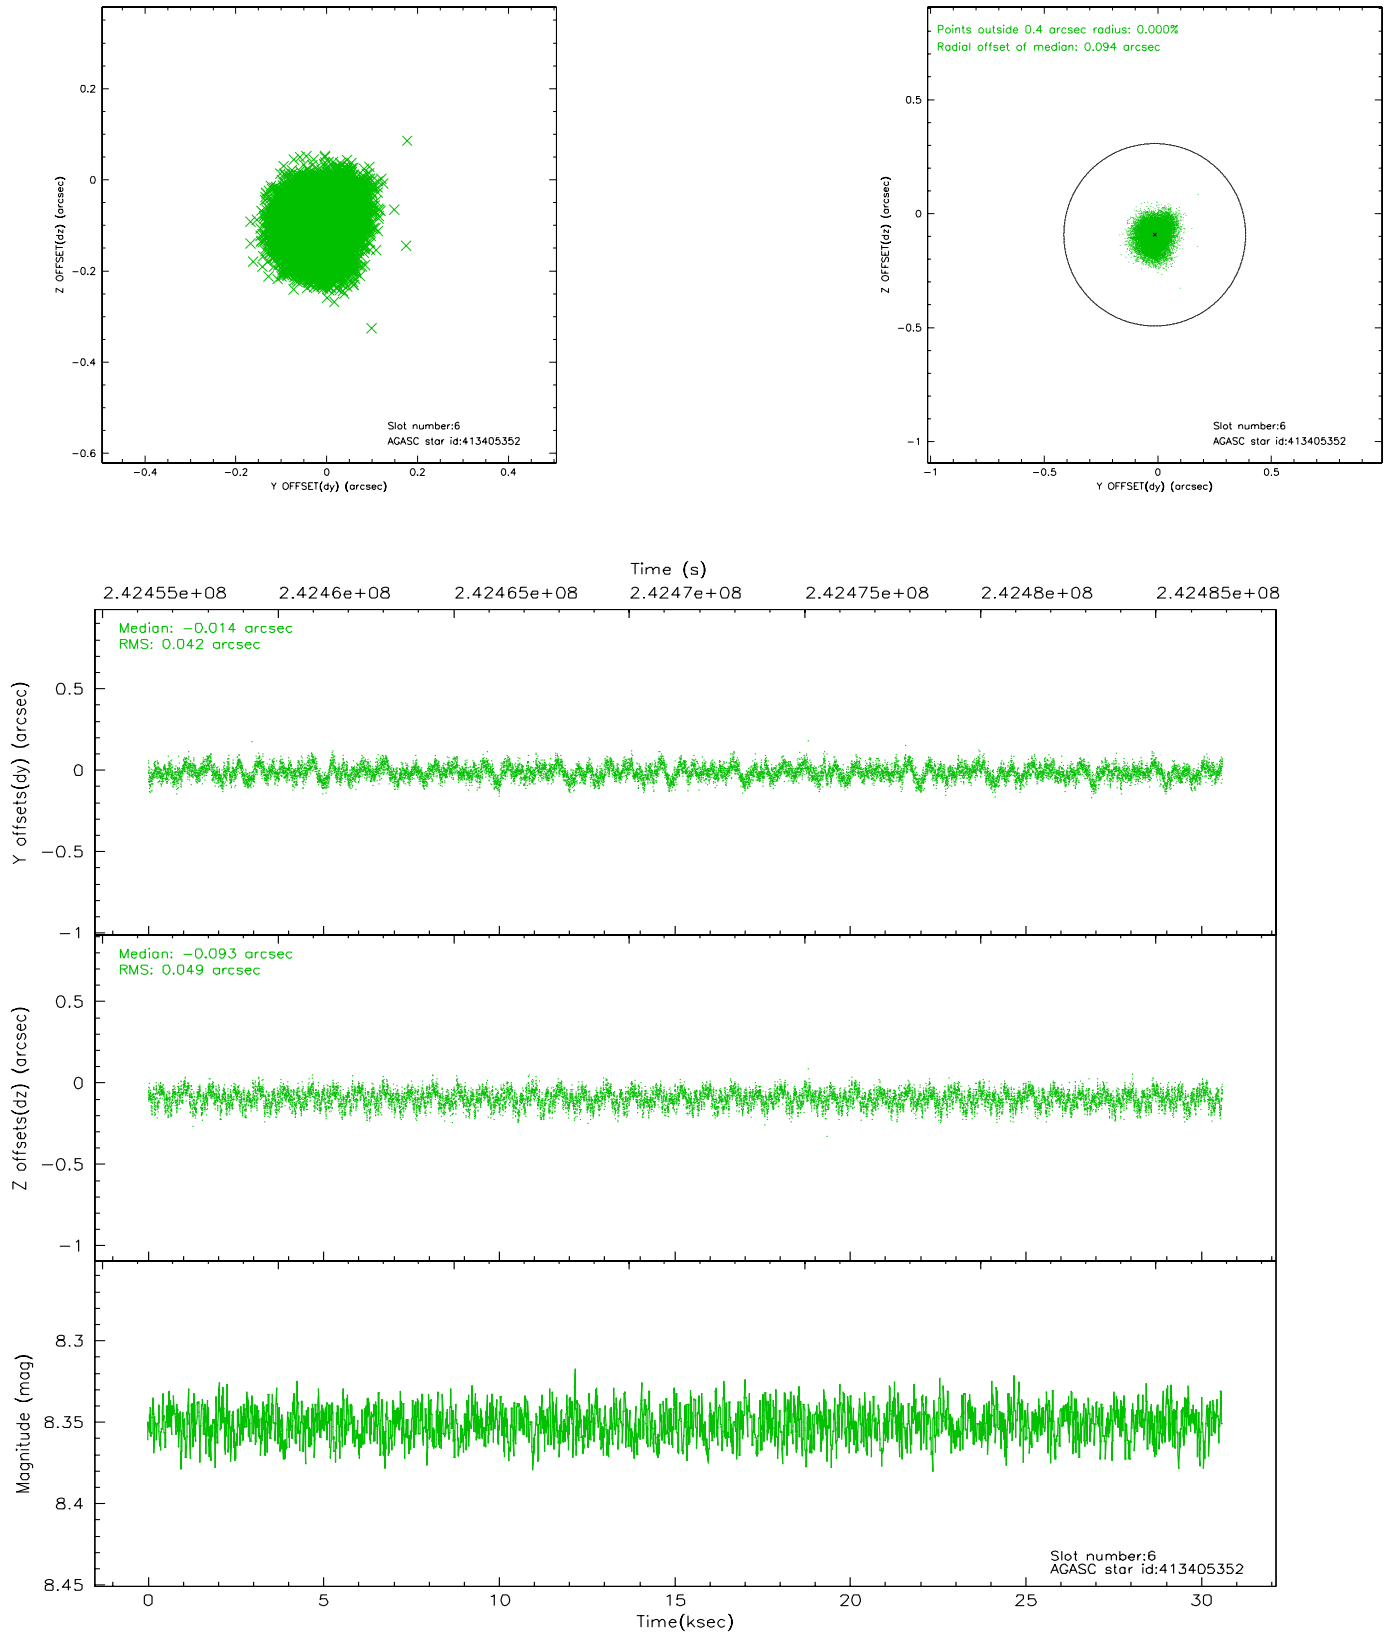 0.2
0
−0.2
−0.4
−0.6
Z OFFSET(dz) (arcsec)
Slot number:6
AGASC star id:413405352
−0.4 −0.2 0 0.2 0.4
Y OFFSET(dy) (arcsec)
Points outside 0.4 arcsec radius: 0.000%
Radial offset of median: 0.094 arcsec
0.5
0
−0.5
−1
Z OFFSET(dz) (arcsec)
Slot number:6
AGASC star id:413405352
−1 −0.5 0 0.5
Y OFFSET(dy) (arcsec)
Time (s)
2.42455e+08 2.4246e+08 2.42465e+08 2.4247e+08 2.42475e+08 2.4248e+08 2.42485e+08
Median: −0.014 arcsec
RMS: 0.042 arcsec
0.5
0
−0.5
−1
Y offsets(dy) (arcsec)
Median: −0.093 arcsec
RMS: 0.049 arcsec
0.5
0
−0.5
−1
Z offsets(dz) (arcsec)
8.3
8.35
8.4
8.45
Magnitude (mag)
Slot number:6
AGASC star id:413405352
0 5 10 15 20 25 30
Time(ksec)